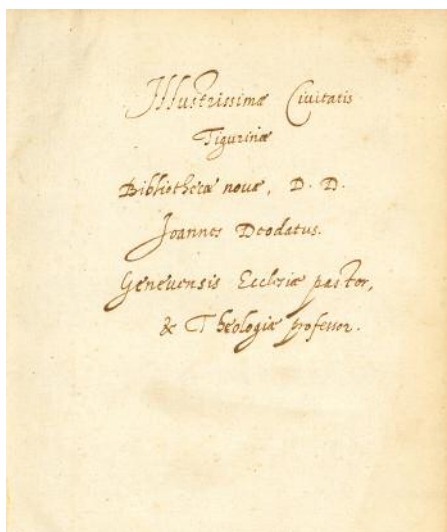 Illustrissimæ Ciuitatis
Tigurinæ
Bibliothecæ nouæ, D. D.
Joannes Deodatus.
Geneuensis Ecclesiæ pastor,
& Theologiæ professor.